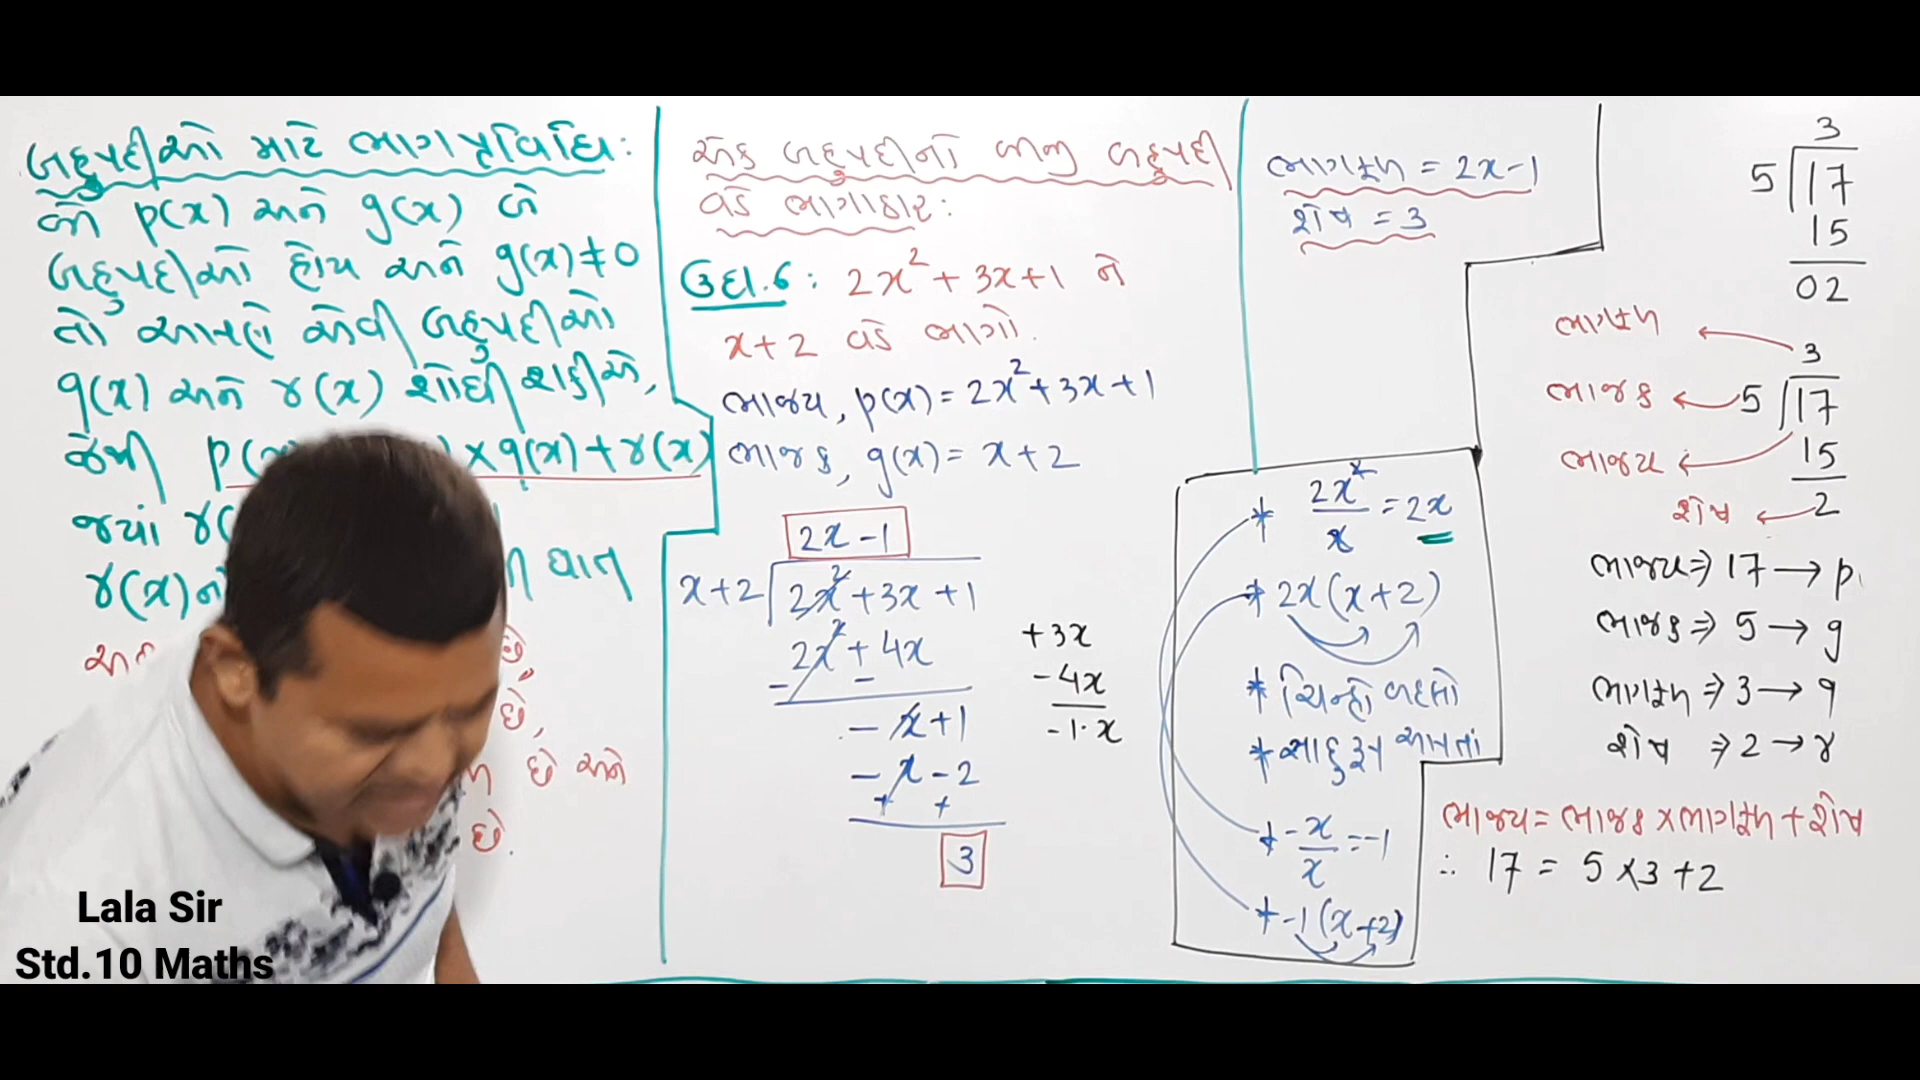 બહુપદીઓ માટે ભાગપ્રવિધિ:
જો p(x) અને g(x) બે
બહુપદીઓ હોય અને g(x)≠0
તો આપણે એવી બહુપદીઓ
q(x) અને r(x) શોધી શકીએ,
જેથી p( ×q(x)+r(x)
જ્યાં r(
r(x)ની ઘાત
છે,
છે,
છે અને
છે.
એક બહુપદીનો બીજી બહુપદી
વડે ભાગાકાર:
ઉદા.6: 2x²+3x+1 ને
x+2 વડે ભાગો.
ભાજ્ય, p(x)=2x²+3x+1
ભાજક, g(x)=x+2
2x-1
x+2 2x²+3x+1
2x²+4x
- -
-x+1
-x-2
+ +
3
+3x
-4x
-1·x
ભાગફળ = 2x-1
શેષ = 3
* 2x²/x = 2x
* 2x(x+2)
* ચિન્હો બદલો
* સાદુરૂપ આપતાં
* -x/x = -1
* -1(x+2)
3
5 17
15
02
ભાગફળ
3
ભાજક ← 5 17
ભાજ્ય ← 15
શેષ ← 2
ભાજ્ય ⇒ 17 → p
ભાજક ⇒ 5 → g
ભાગફળ ⇒ 3 → q
શેષ ⇒ 2 → r
ભાજ્ય = ભાજક × ભાગફળ + શેષ
∴ 17 = 5×3+2
Lala Sir
Std.10 Maths